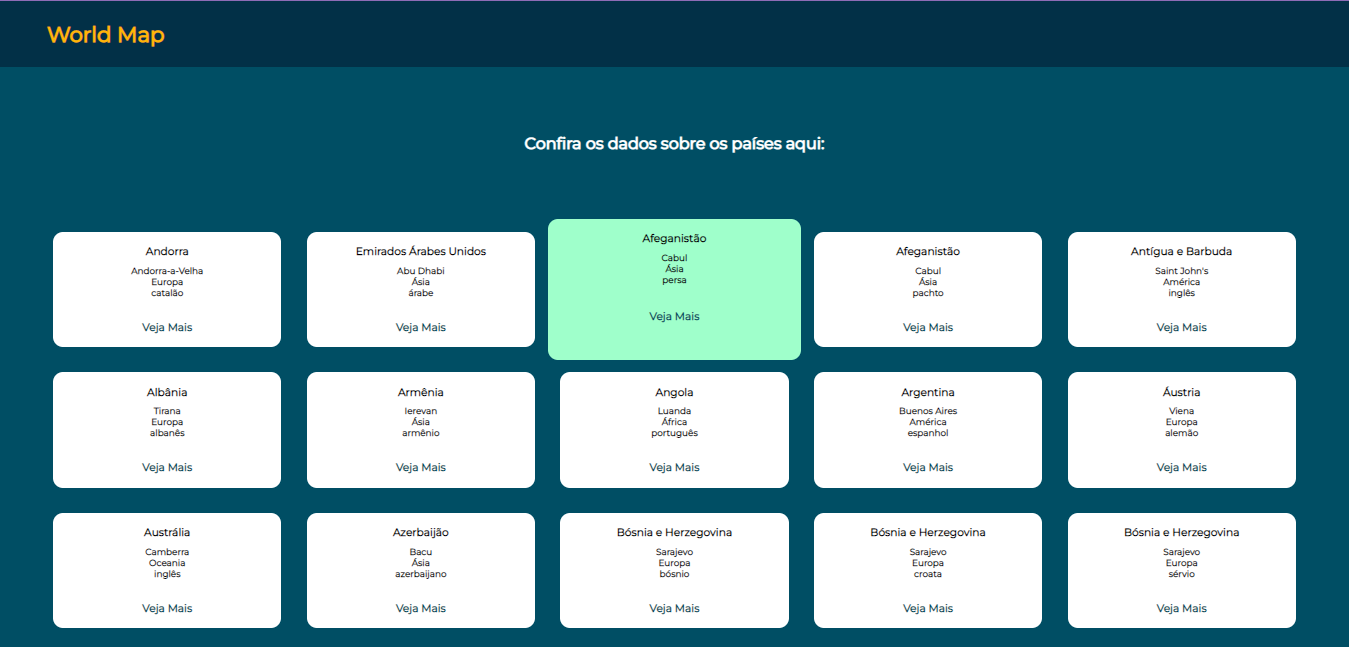 World Map
Confira os dados sobre os países aqui:
Andorra
Andorra-a-Velha
Europa
catalão
Veja Mais
Emirados Árabes Unidos
Abu Dhabi
Ásia
árabe
Veja Mais
Afeganistão
Cabul
Ásia
persa
Veja Mais
Afeganistão
Cabul
Ásia
pachto
Veja Mais
Antígua e Barbuda
Saint John's
América
inglês
Veja Mais
Albânia
Tirana
Europa
albanês
Veja Mais
Armênia
Ierevan
Ásia
armênio
Veja Mais
Angola
Luanda
África
português
Veja Mais
Argentina
Buenos Aires
América
espanhol
Veja Mais
Áustria
Viena
Europa
alemão
Veja Mais
Austrália
Camberra
Oceania
inglês
Veja Mais
Azerbaijão
Bacu
Ásia
azerbaijano
Veja Mais
Bósnia e Herzegovina
Sarajevo
Europa
bósnio
Veja Mais
Bósnia e Herzegovina
Sarajevo
Europa
croata
Veja Mais
Bósnia e Herzegovina
Sarajevo
Europa
sérvio
Veja Mais